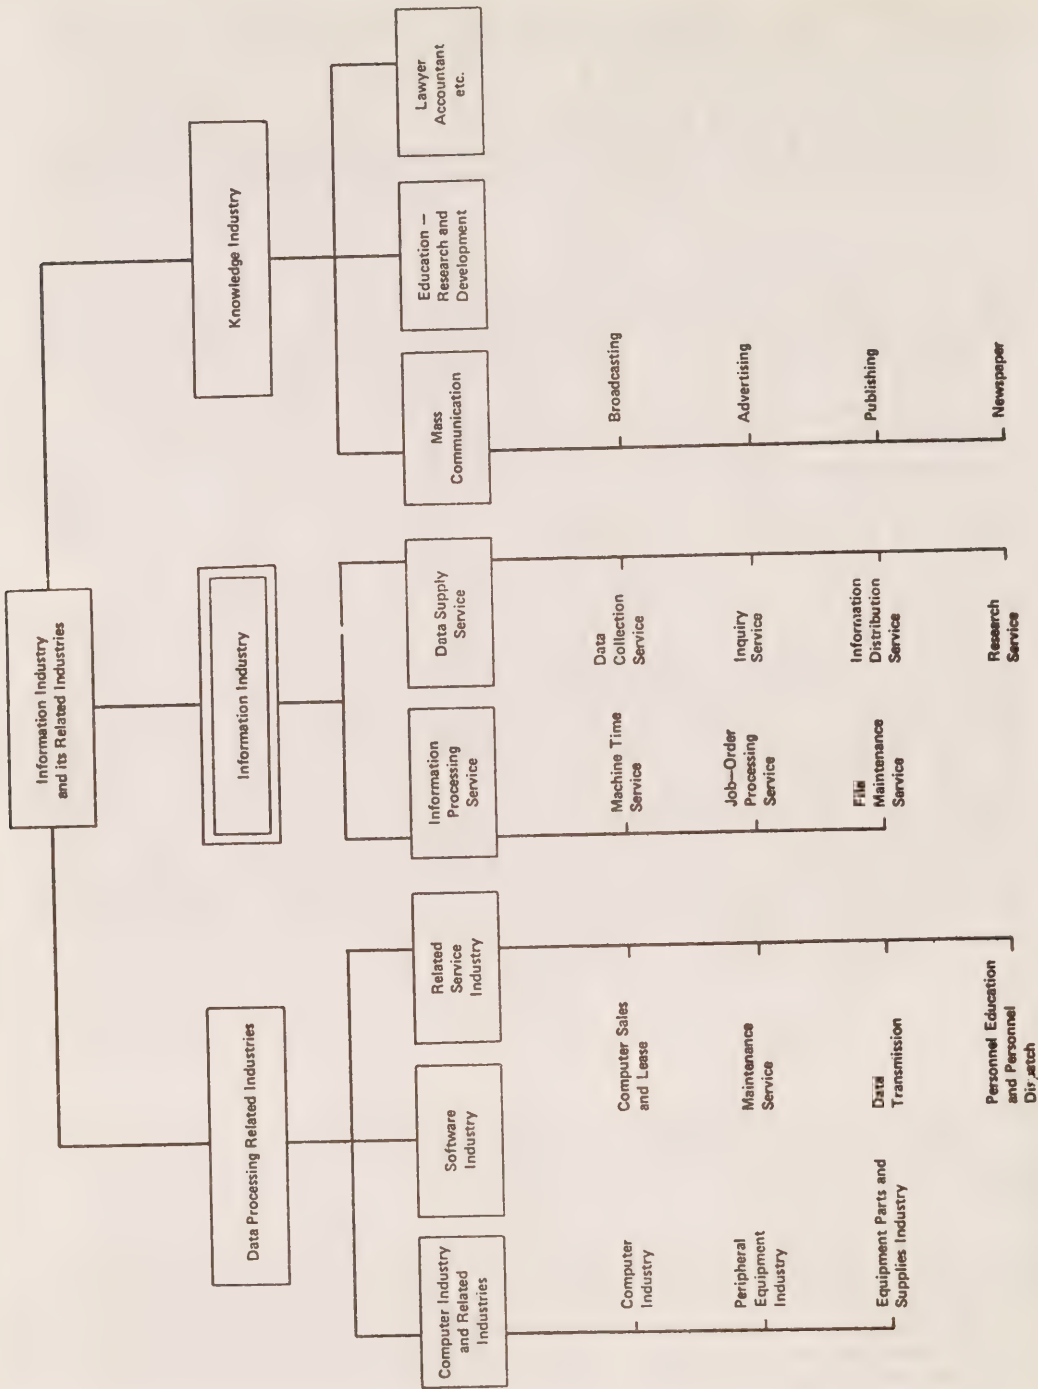 Information Industry
and its Related Industries
Data Processing Related Industries
Information Industry
Knowledge Industry
Computer Industry
and Related
Industries
Software
Industry
Related
Service
Industry
Information
Processing
Service
Data Supply
Service
Mass
Communication
Education —
Research and
Development
Lawyer
Accountant
etc.
Computer
Industry
Peripheral
Equipment
Industry
Equipment Parts and
Supplies Industry
Computer Sales
and Lease
Maintenance
Service
Data
Transmission
Personnel Education
and Personnel
Machine Time
Service
Job—Order
Processing
Service
File
Maintenance
Service
Data
Collection
Service
Inquiry
Service
Information
Distribution
Service
Research
Service
Broadcasting
Advertising
Publishing
Newspaper